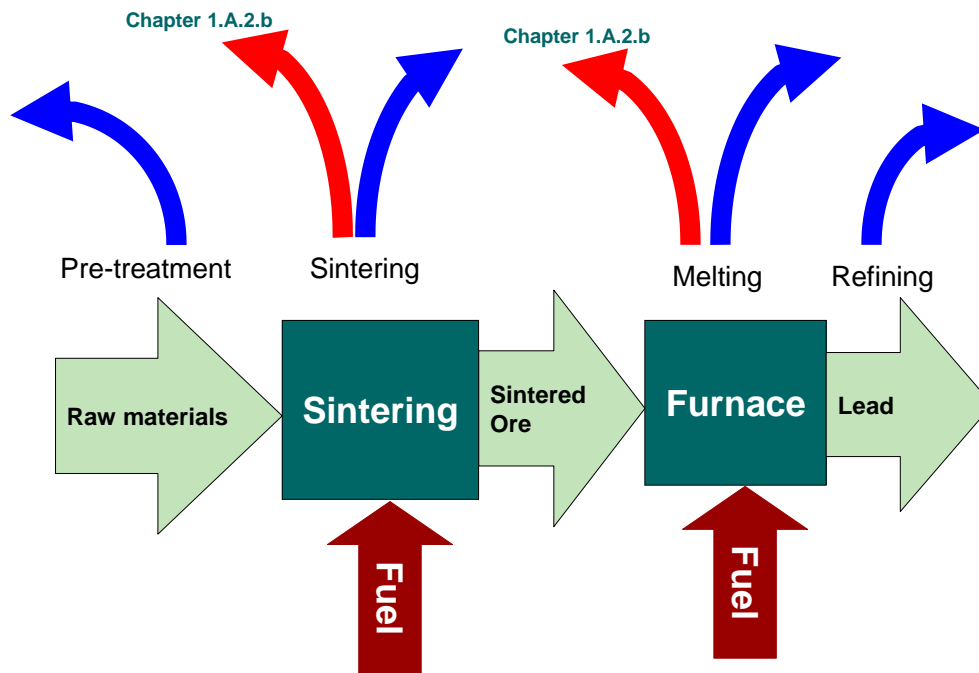 Chapter 1.A.2.b
Chapter 1.A.2.b
Pre-treatment
Sintering
Melting
Refining
Raw materials
Sintering
Sintered
Ore
Furnace
Lead
Fuel
Fuel